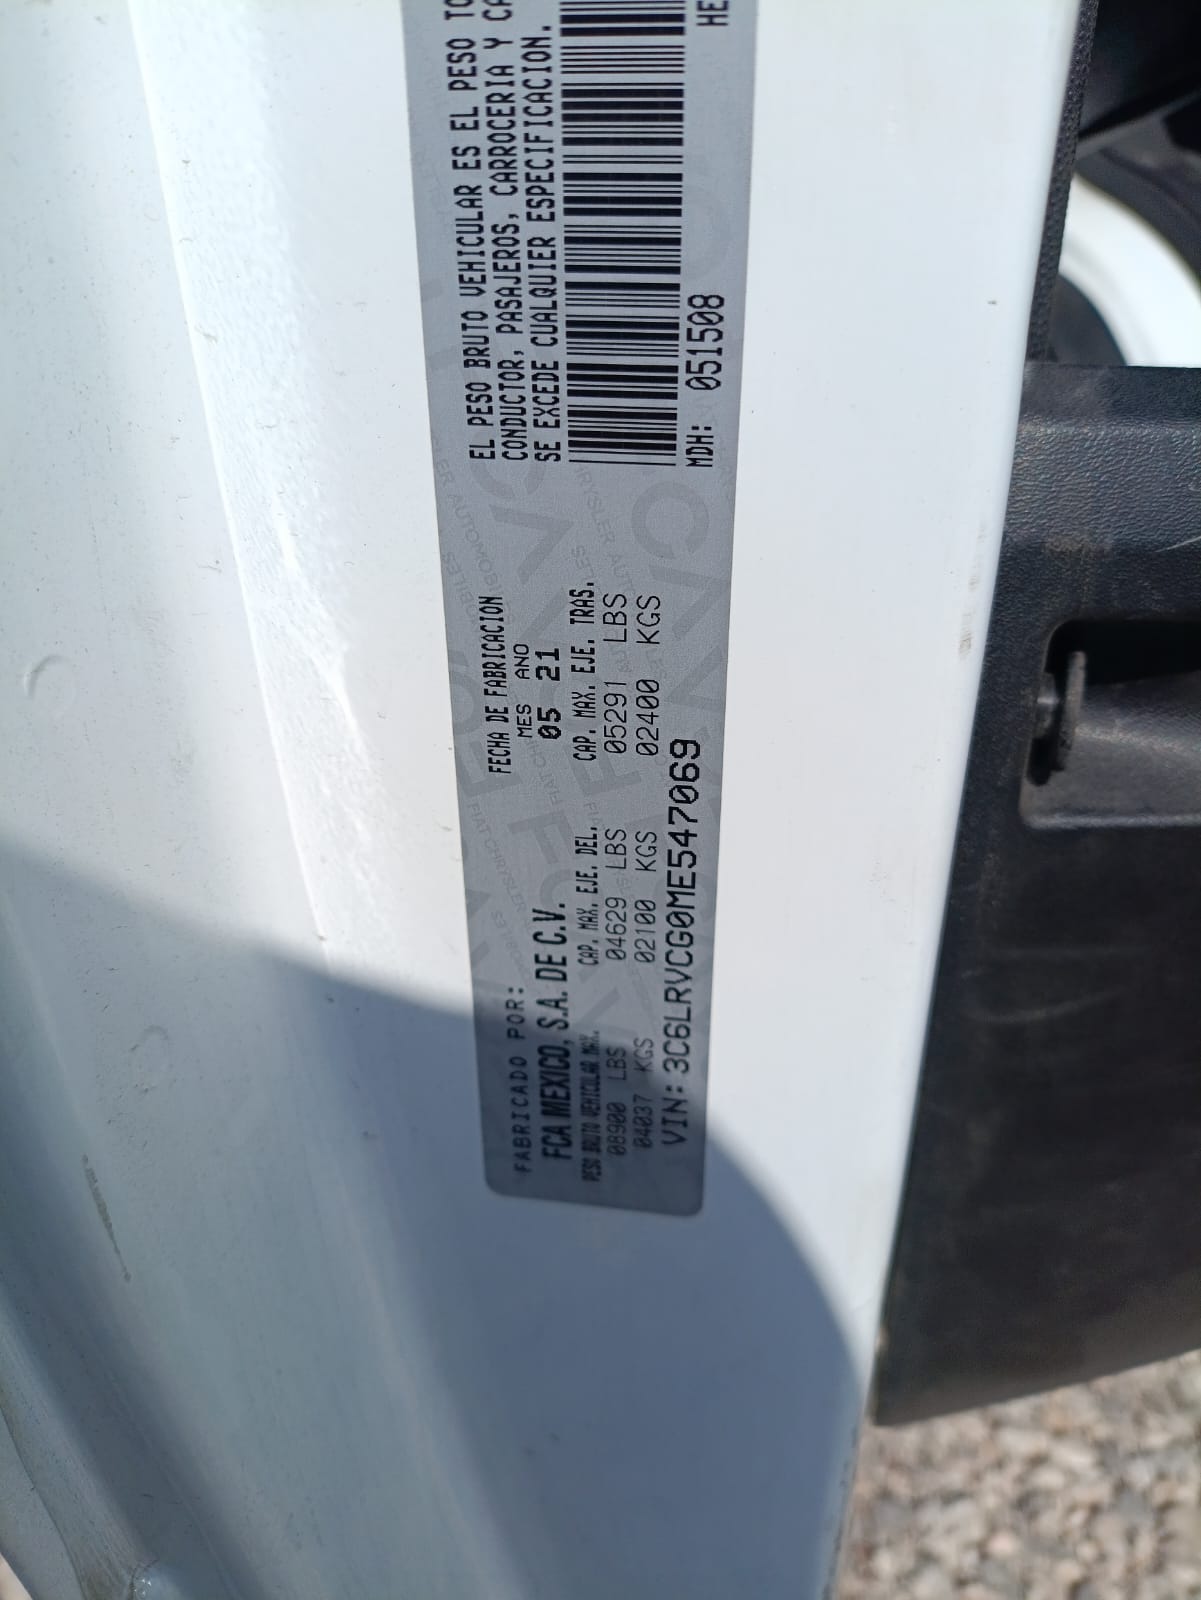 FABRICADO POR:
FCA MEXICO, S.A. DE C.V.
FECHA DE FABRICACION
MES ANO
05 21
PESO BRUTO VEHICULAR MAX. CAP. MAX. EJE. DEL. CAP. MAX. EJE. TRAS.
08900 LBS 04629 LBS 05291 LBS
04037 KGS 02100 KGS 02400 KGS
VIN: 3C6LRVCG0ME547069
EL PESO BRUTO VEHICULAR ES EL PESO
CONDUCTOR, PASAJEROS, CARROCERIA Y
SE EXCEDE CUALQUIER ESPECIFICACION.
MDH: 051508